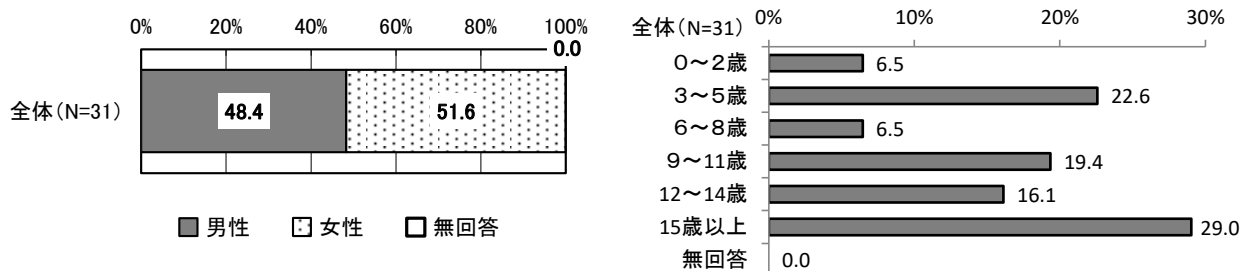 0% 20% 40% 60% 80% 100%
0.0
全体(N=31) 48.4 51.6
男性 女性 無回答
0% 10% 20% 30%
全体(N=31)
０～２歳 6.5
３～５歳 22.6
６～８歳 6.5
９～11歳 19.4
12～14歳 16.1
15歳以上 29.0
無回答 0.0